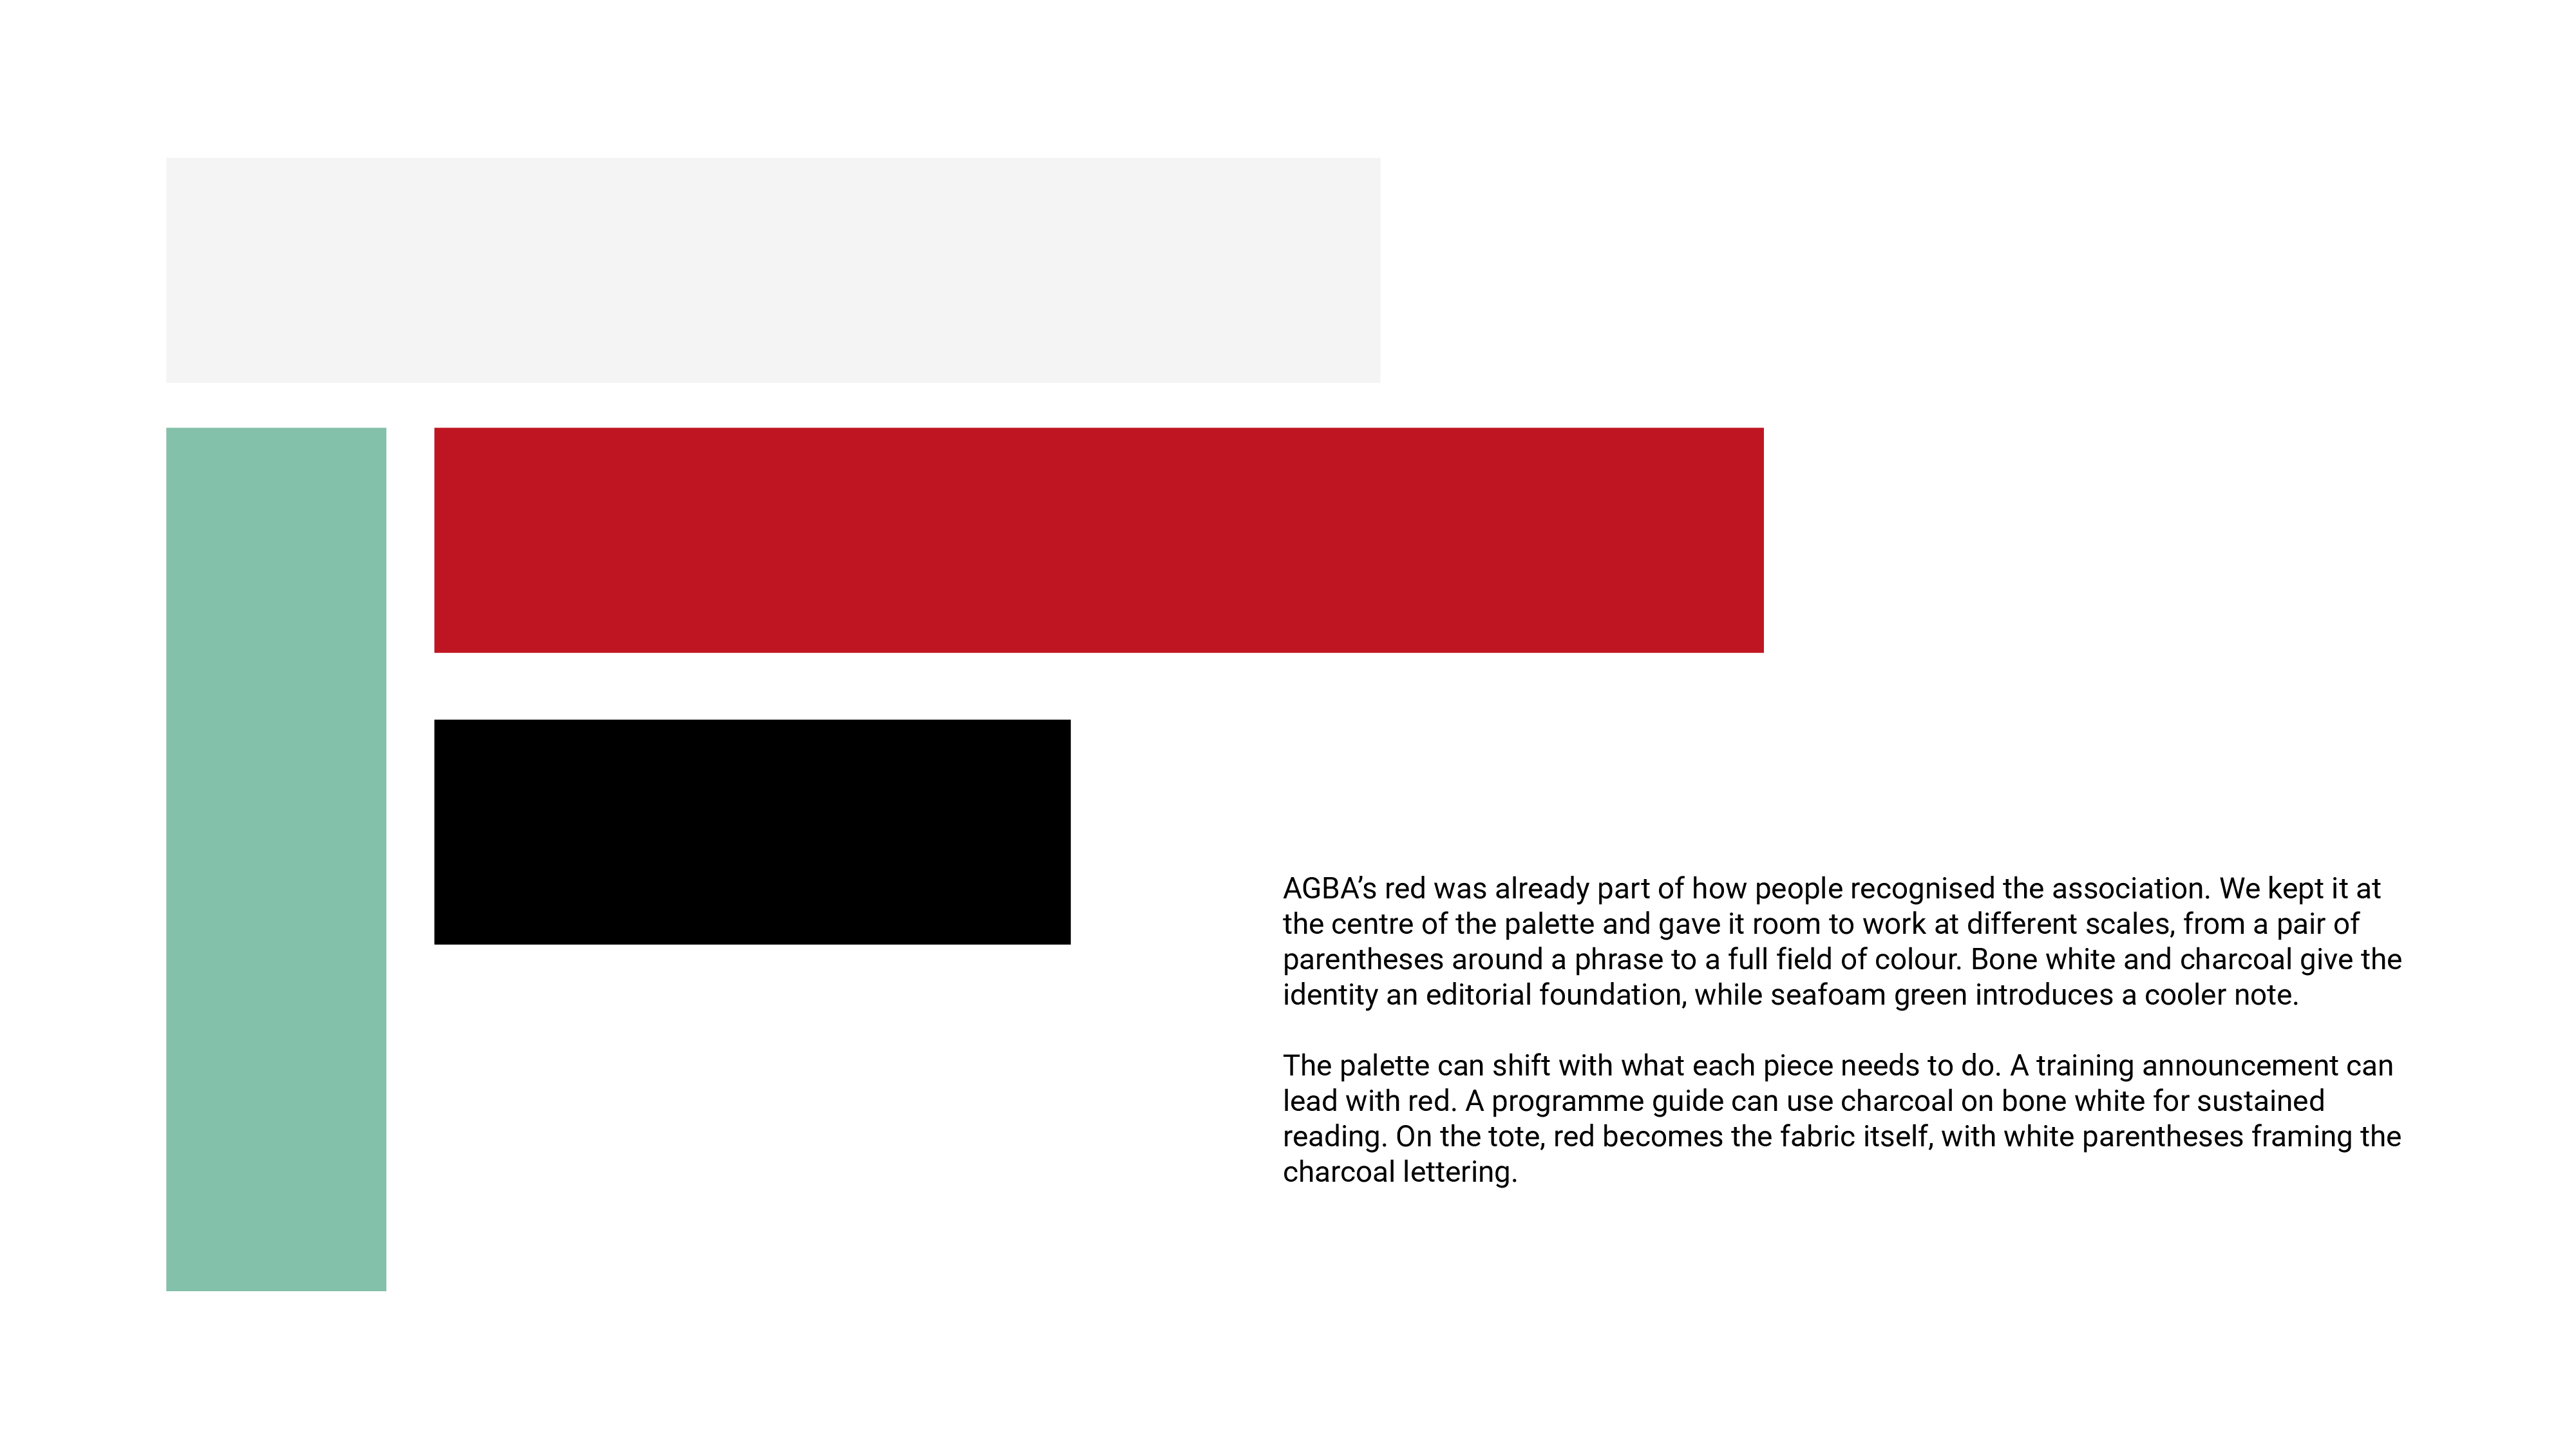 AGBA’s red was already part of how people recognised the association. We kept it at
the centre of the palette and gave it room to work at different scales, from a pair of
parentheses around a phrase to a full field of colour. Bone white and charcoal give the
identity an editorial foundation, while seafoam green introduces a cooler note.
The palette can shift with what each piece needs to do. A training announcement can
lead with red. A programme guide can use charcoal on bone white for sustained
reading. On the tote, red becomes the fabric itself, with white parentheses framing the
charcoal lettering.